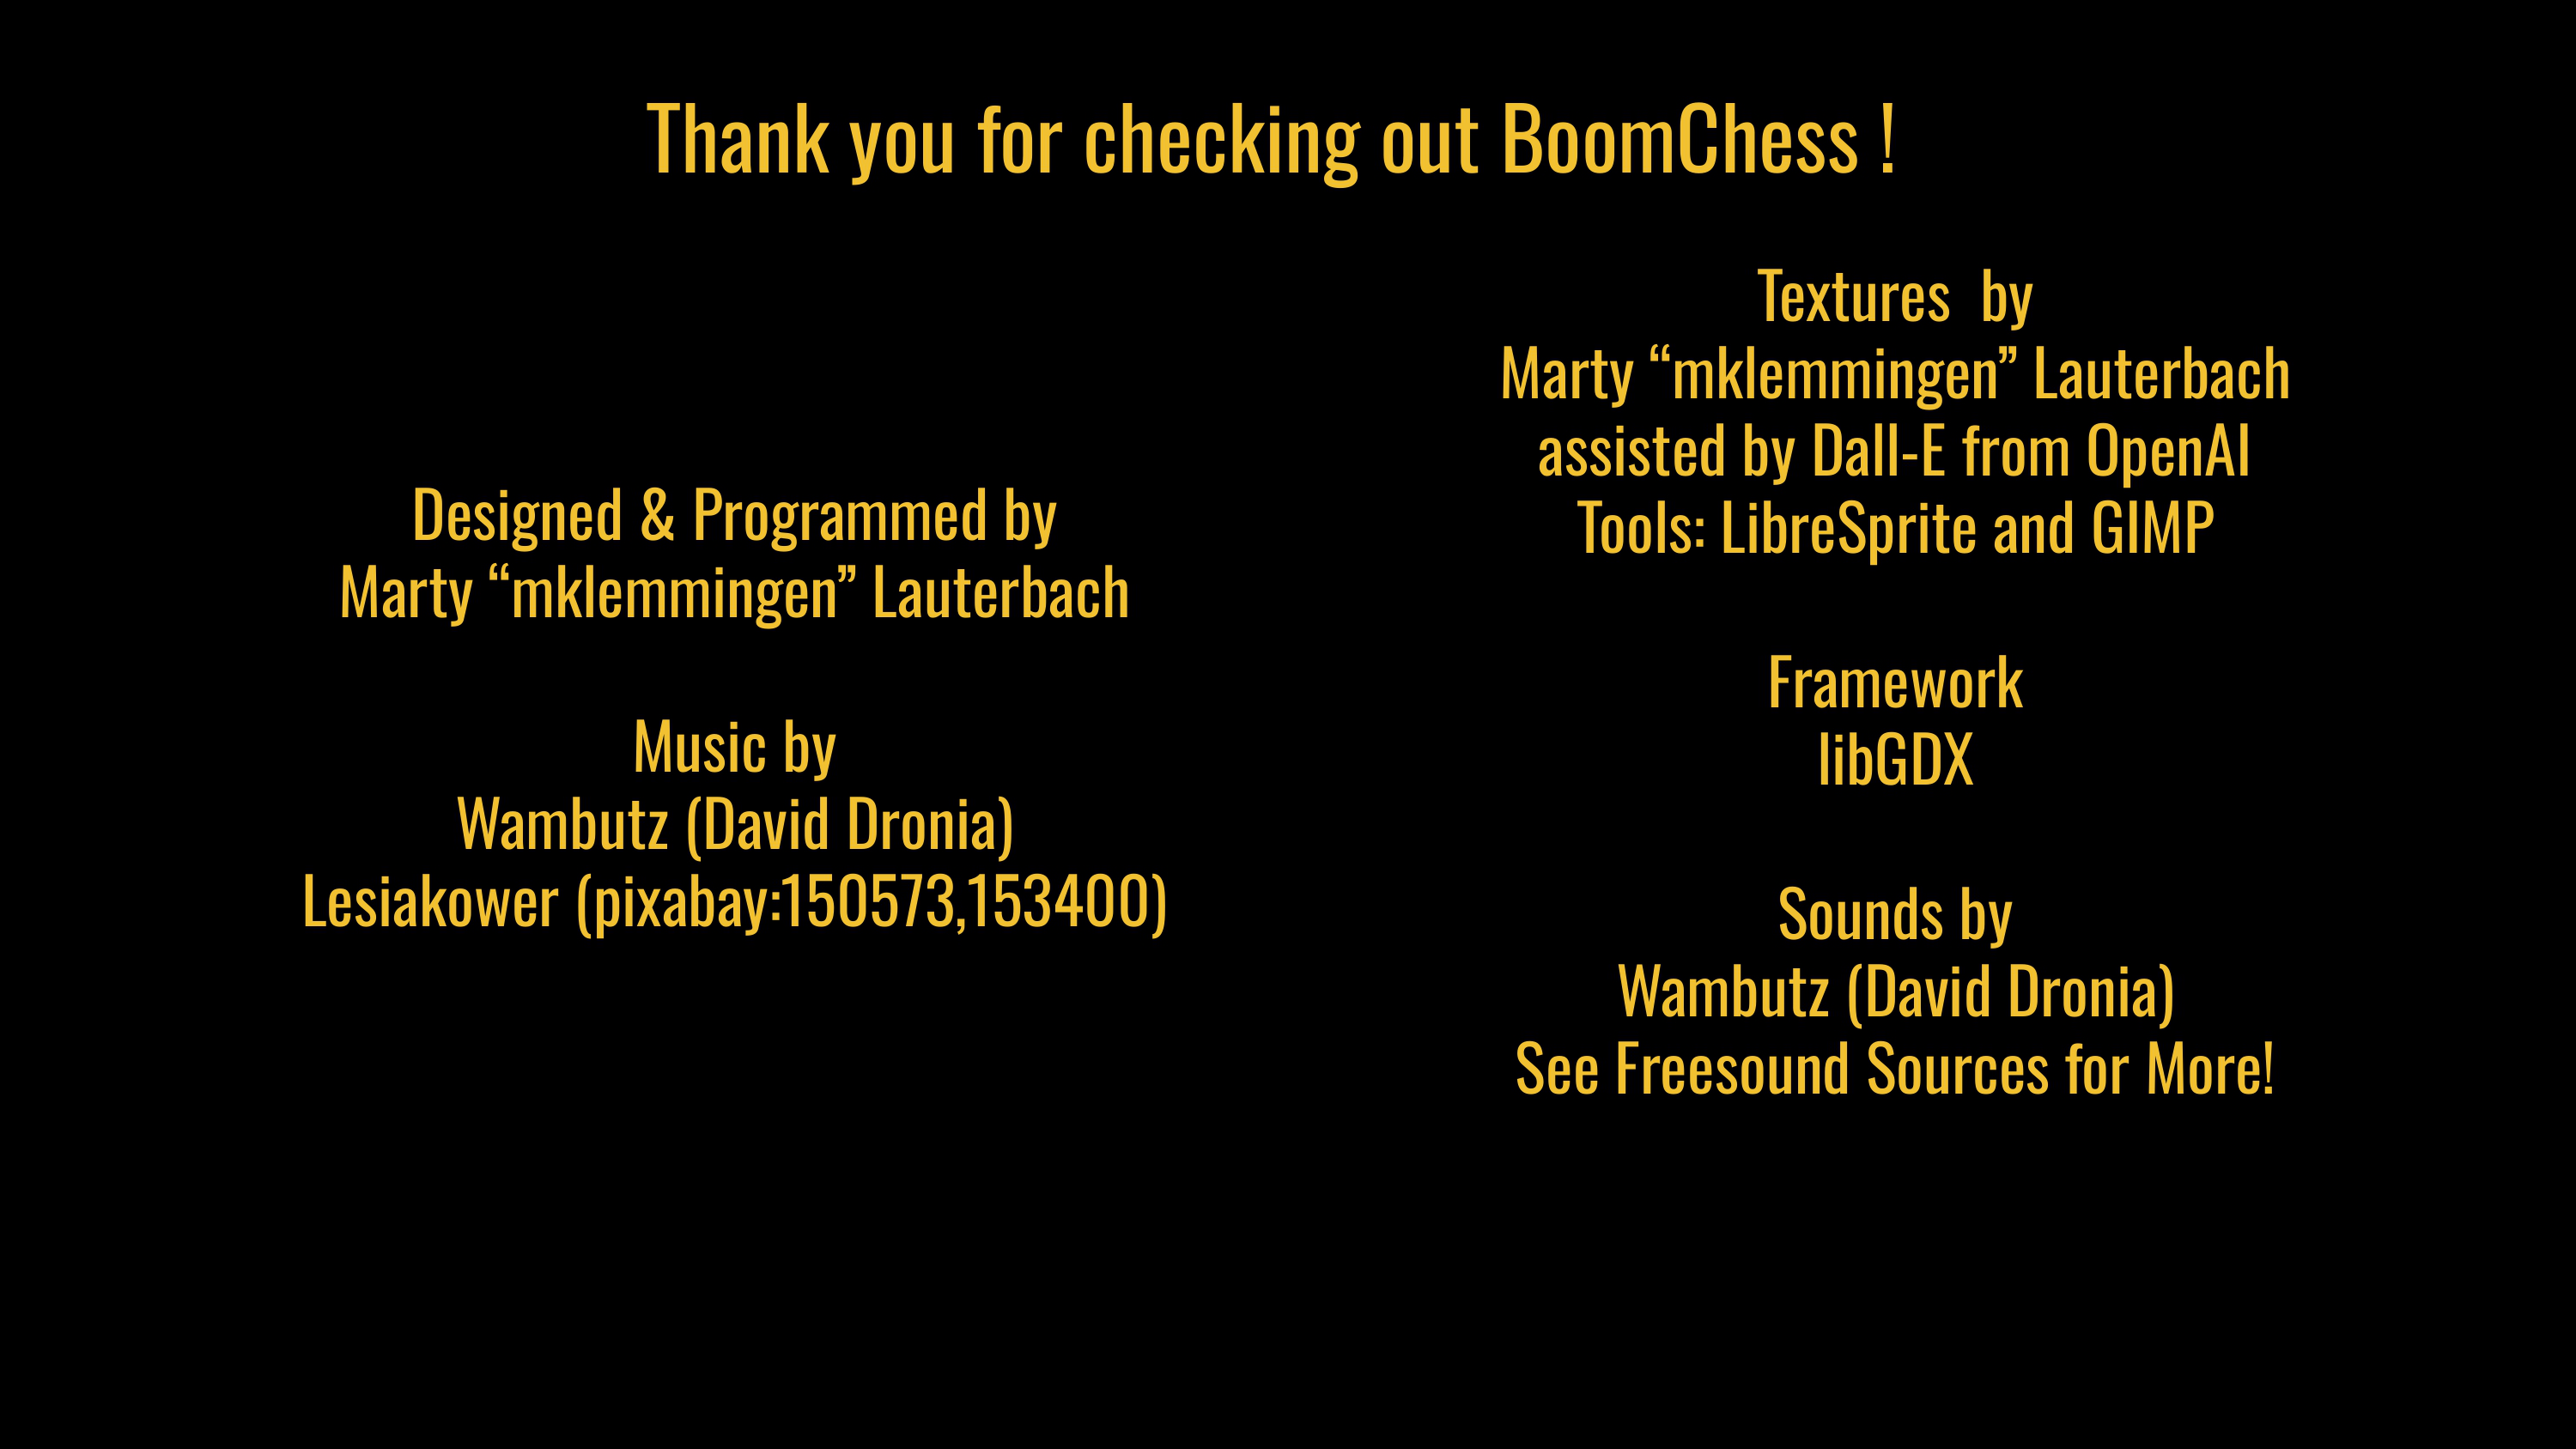 Thank you for checking out BoomChess !
Designed & Programmed by
Marty “mklemmingen” Lauterbach
Music by
Wambutz (David Dronia)
Lesiakower (pixabay:150573,153400)
Textures  by
Marty “mklemmingen” Lauterbach
assisted by Dall-E from OpenAI
Tools: LibreSprite and GIMP
Framework
libGDX
Sounds by
Wambutz (David Dronia)
See Freesound Sources for More!